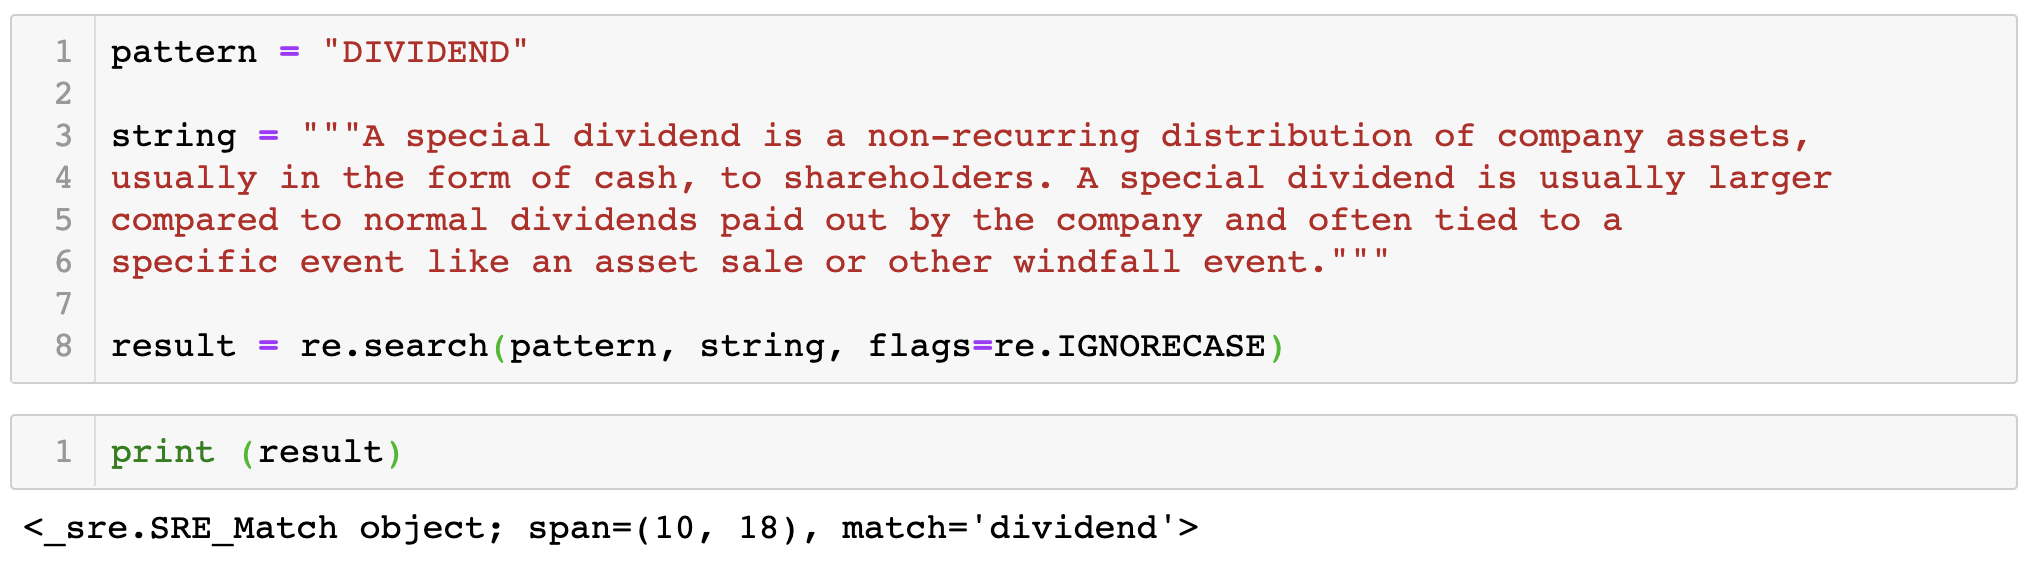 1 pattern = "DIVIDEND"
2
3 string = """A special dividend is a non-recurring distribution of company assets,
4 usually in the form of cash, to shareholders. A special dividend is usually larger
5 compared to normal dividends paid out by the company and often tied to a
6 specific event like an asset sale or other windfall event."""
7
8 result = re.search(pattern, string, flags=re.IGNORECASE)
1 print (result)
<_sre.SRE_Match object; span=(10, 18), match='dividend'>